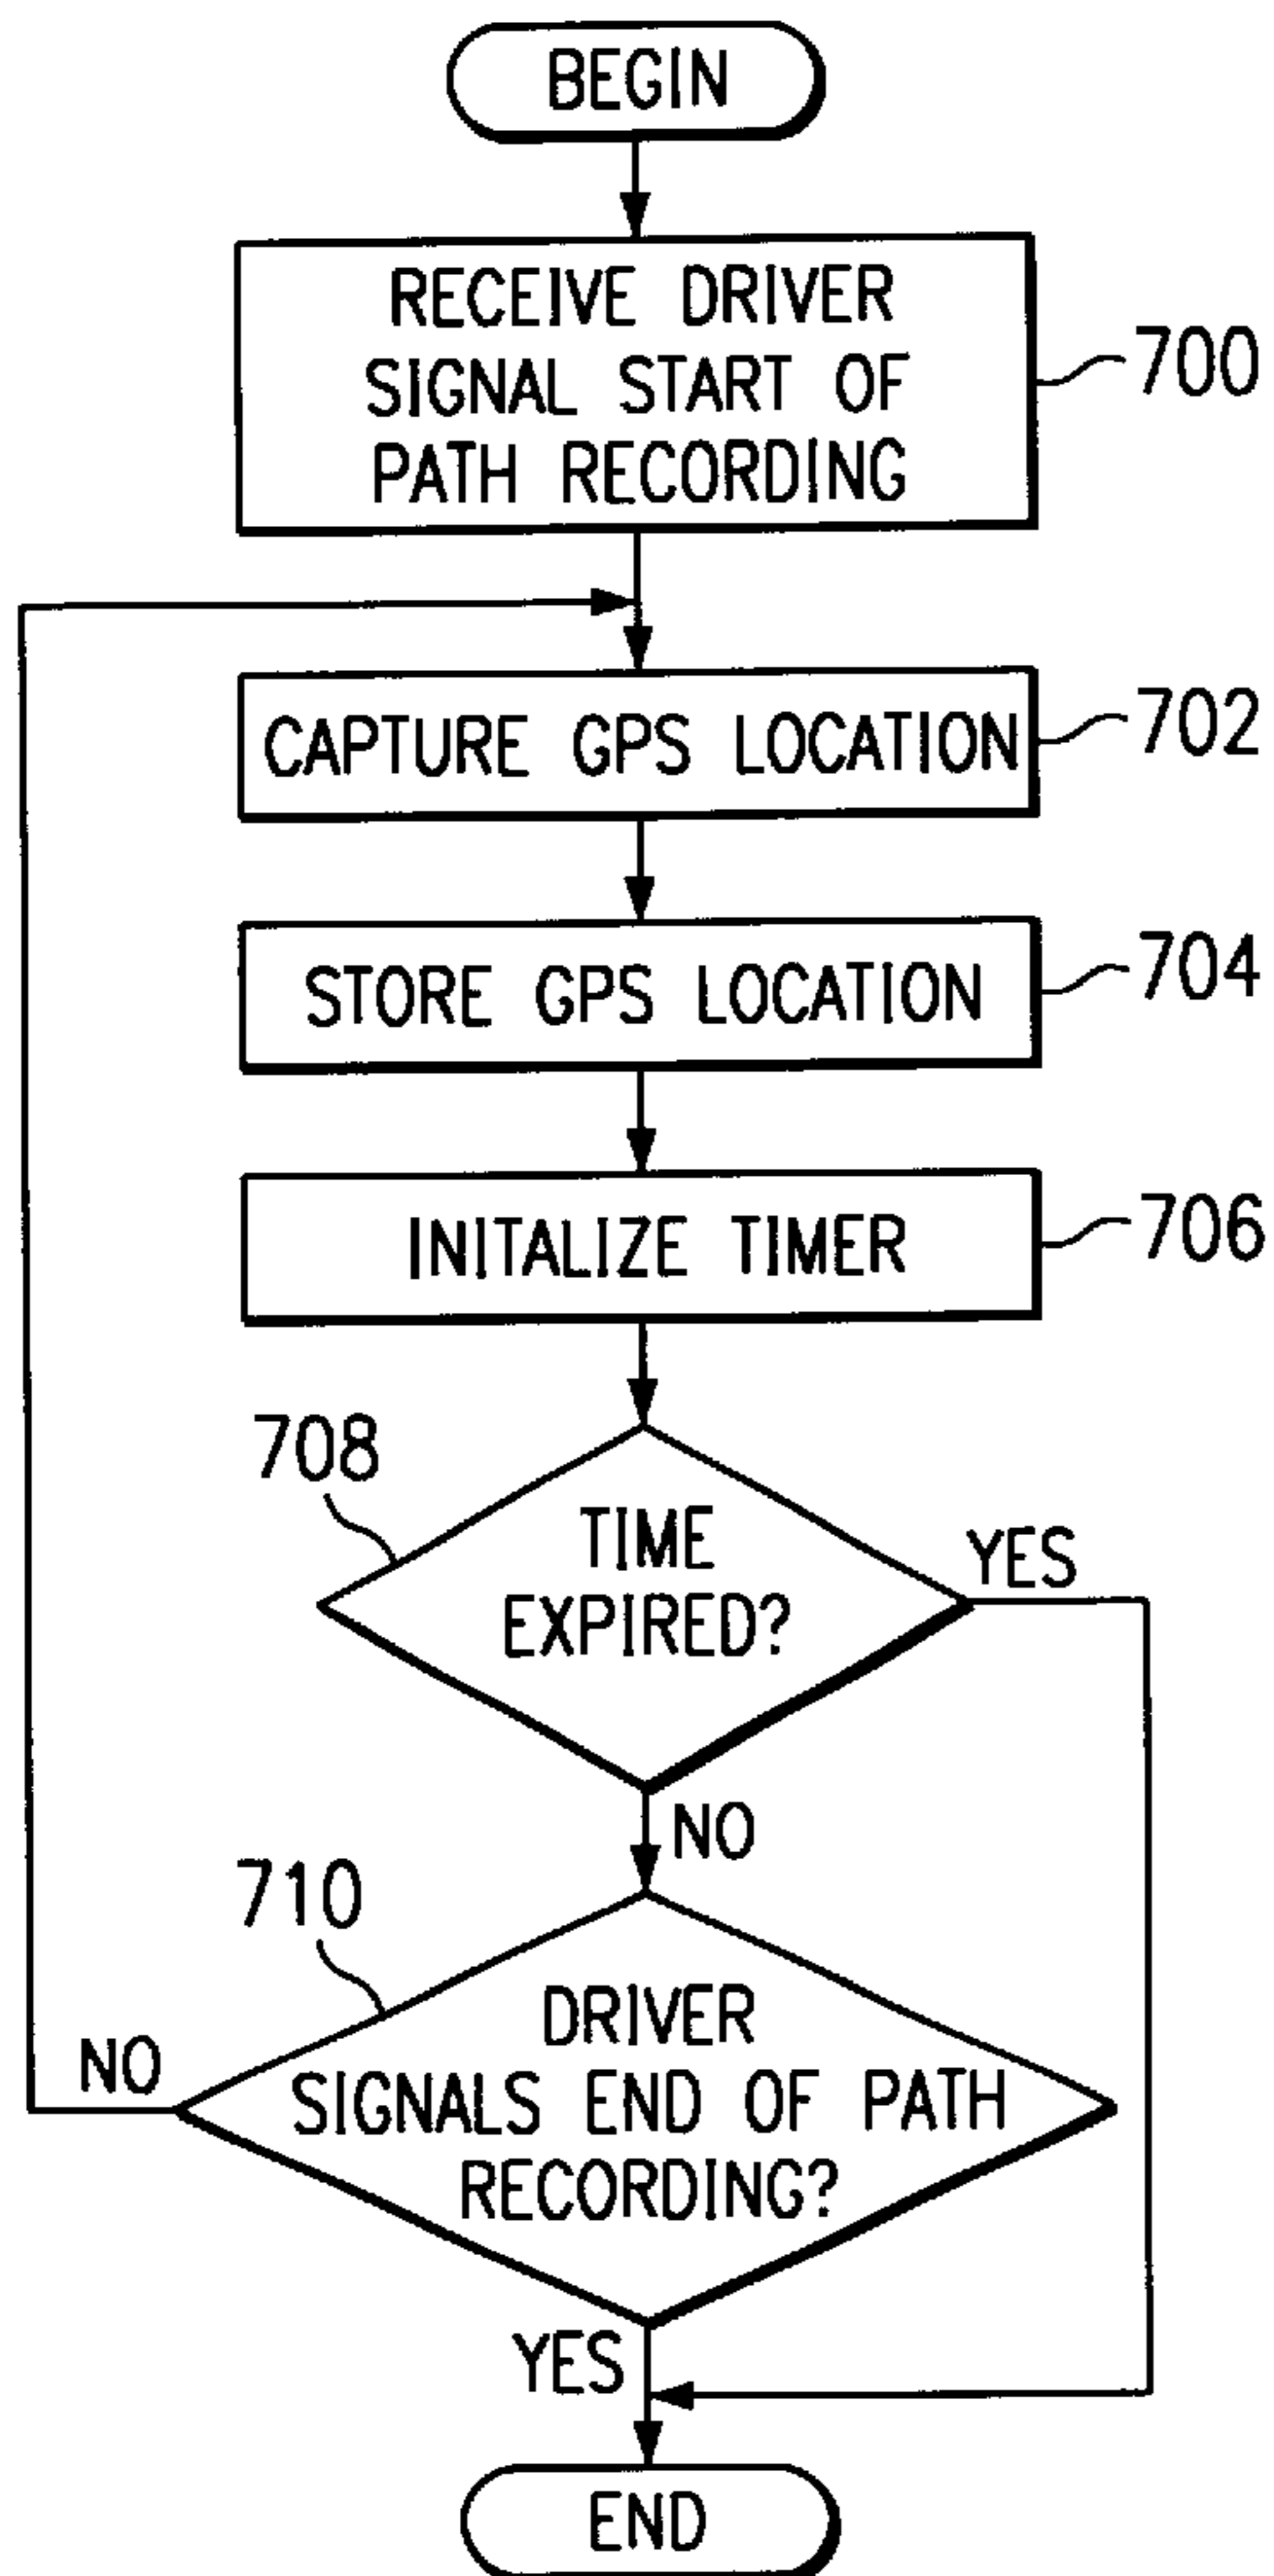 BEGIN
RECEIVE DRIVER
SIGNAL START OF
PATH RECORDING
700
CAPTURE GPS LOCATION
702
STORE GPS LOCATION
704
INITALIZE TIMER
706
708
TIME
EXPIRED?
YES
NO
710
DRIVER
SIGNALS END OF PATH
RECORDING?
NO
YES
END